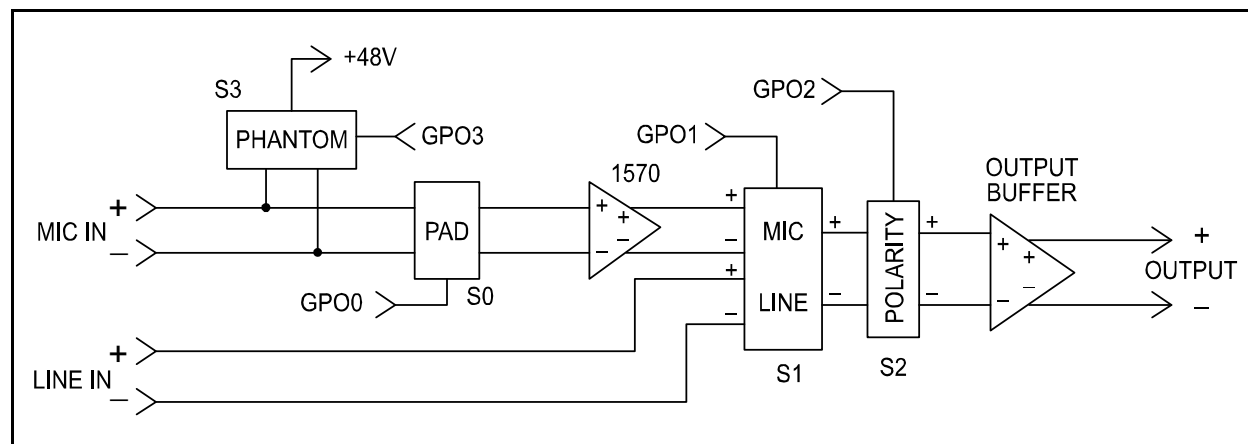 +48V
S3
GPO2
PHANTOM
GPO3
GPO1
OUTPUT
BUFFER
1570
+
MIC IN
−
PAD
+
+
−
−
+
−
MIC
+
−
LINE
+
−
POLARITY
+
−
+
+
−
−
+
OUTPUT
−
GPO0
S0
+
LINE IN
−
S1
S2